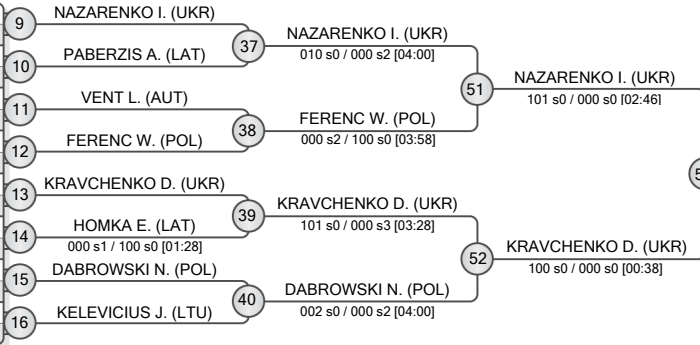 9
NAZARENKO I. (UKR)
10
PABERZIS A. (LAT)
37
NAZARENKO I. (UKR)
010 s0 / 000 s2 [04:00]
11
VENT L. (AUT)
12
FERENC W. (POL)
38
FERENC W. (POL)
000 s2 / 100 s0 [03:58]
51
NAZARENKO I. (UKR)
101 s0 / 000 s0 [02:46]
13
KRAVCHENKO D. (UKR)
14
HOMKA E. (LAT)
000 s1 / 100 s0 [01:28]
39
KRAVCHENKO D. (UKR)
101 s0 / 000 s3 [03:28]
15
DABROWSKI N. (POL)
16
KELEVICIUS J. (LTU)
40
DABROWSKI N. (POL)
002 s0 / 000 s2 [04:00]
52
KRAVCHENKO D. (UKR)
100 s0 / 000 s0 [00:38]